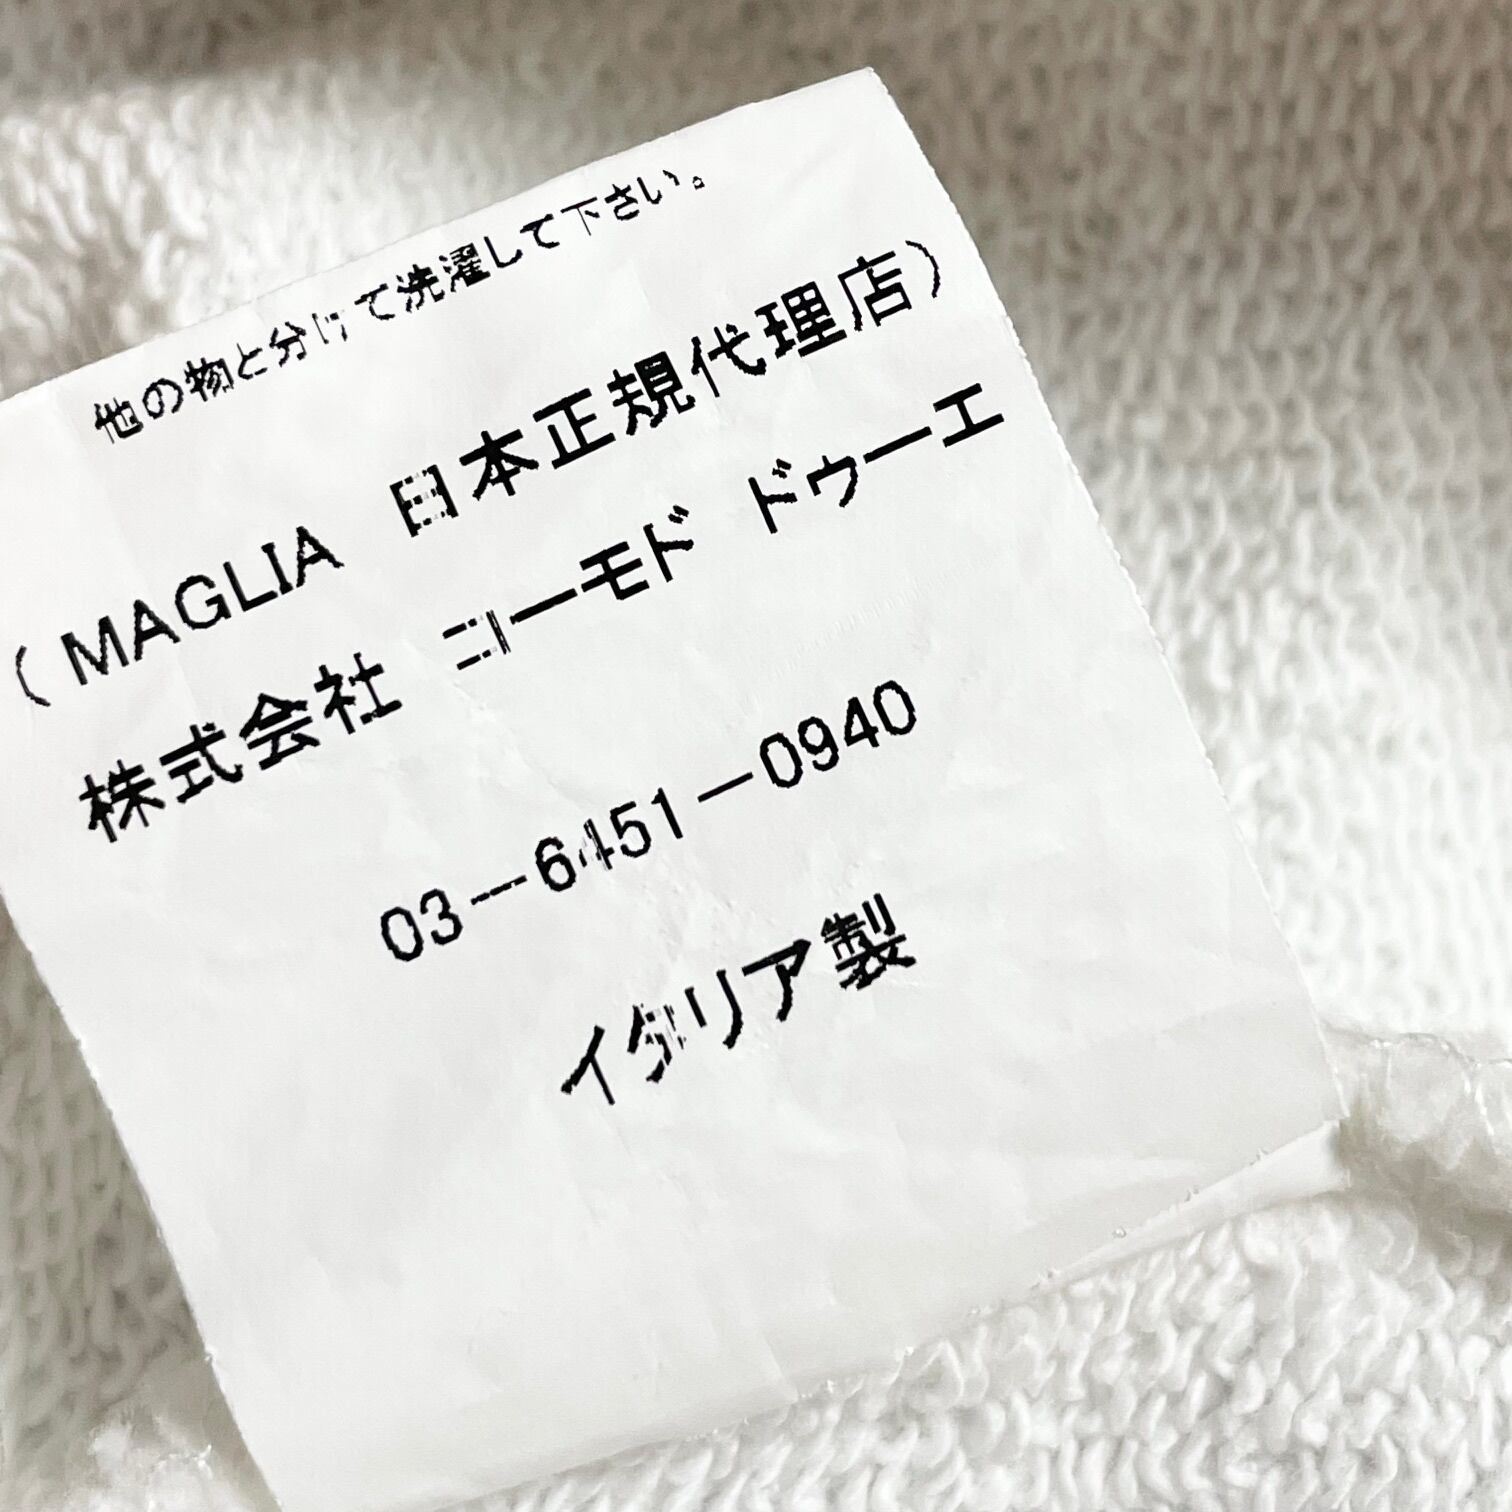 他の物と分けて洗濯して下さい。
( MAGLIA 日本正規代理店)
株式会社 コーモド ドゥーエ
03-6451-0940
イタリア製